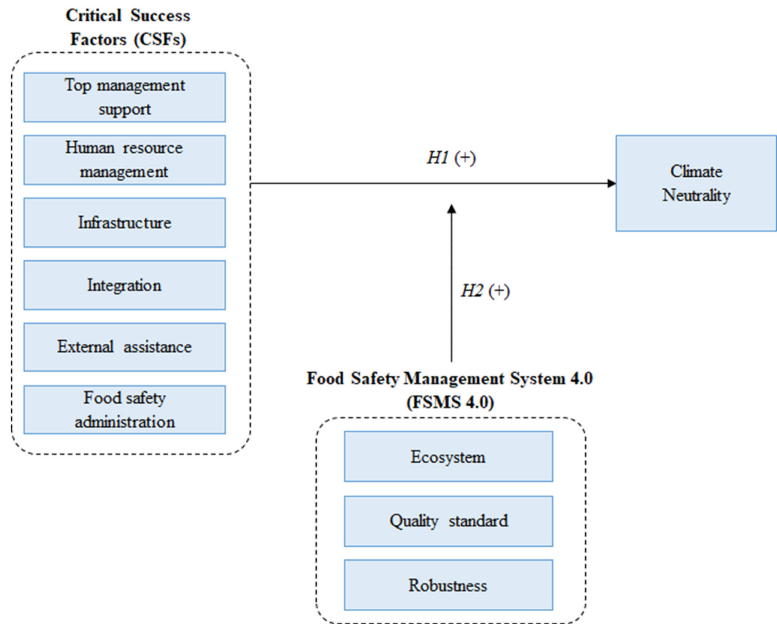 Critical Success
Factors (CSFs)
Top management
support
Human resource
management
Infrastructure
Integration
External assistance
Food safety
administration
H1 (+)
Climate
Neutrality
H2 (+)
Food Safety Management System 4.0
(FSMS 4.0)
Ecosystem
Quality standard
Robustness